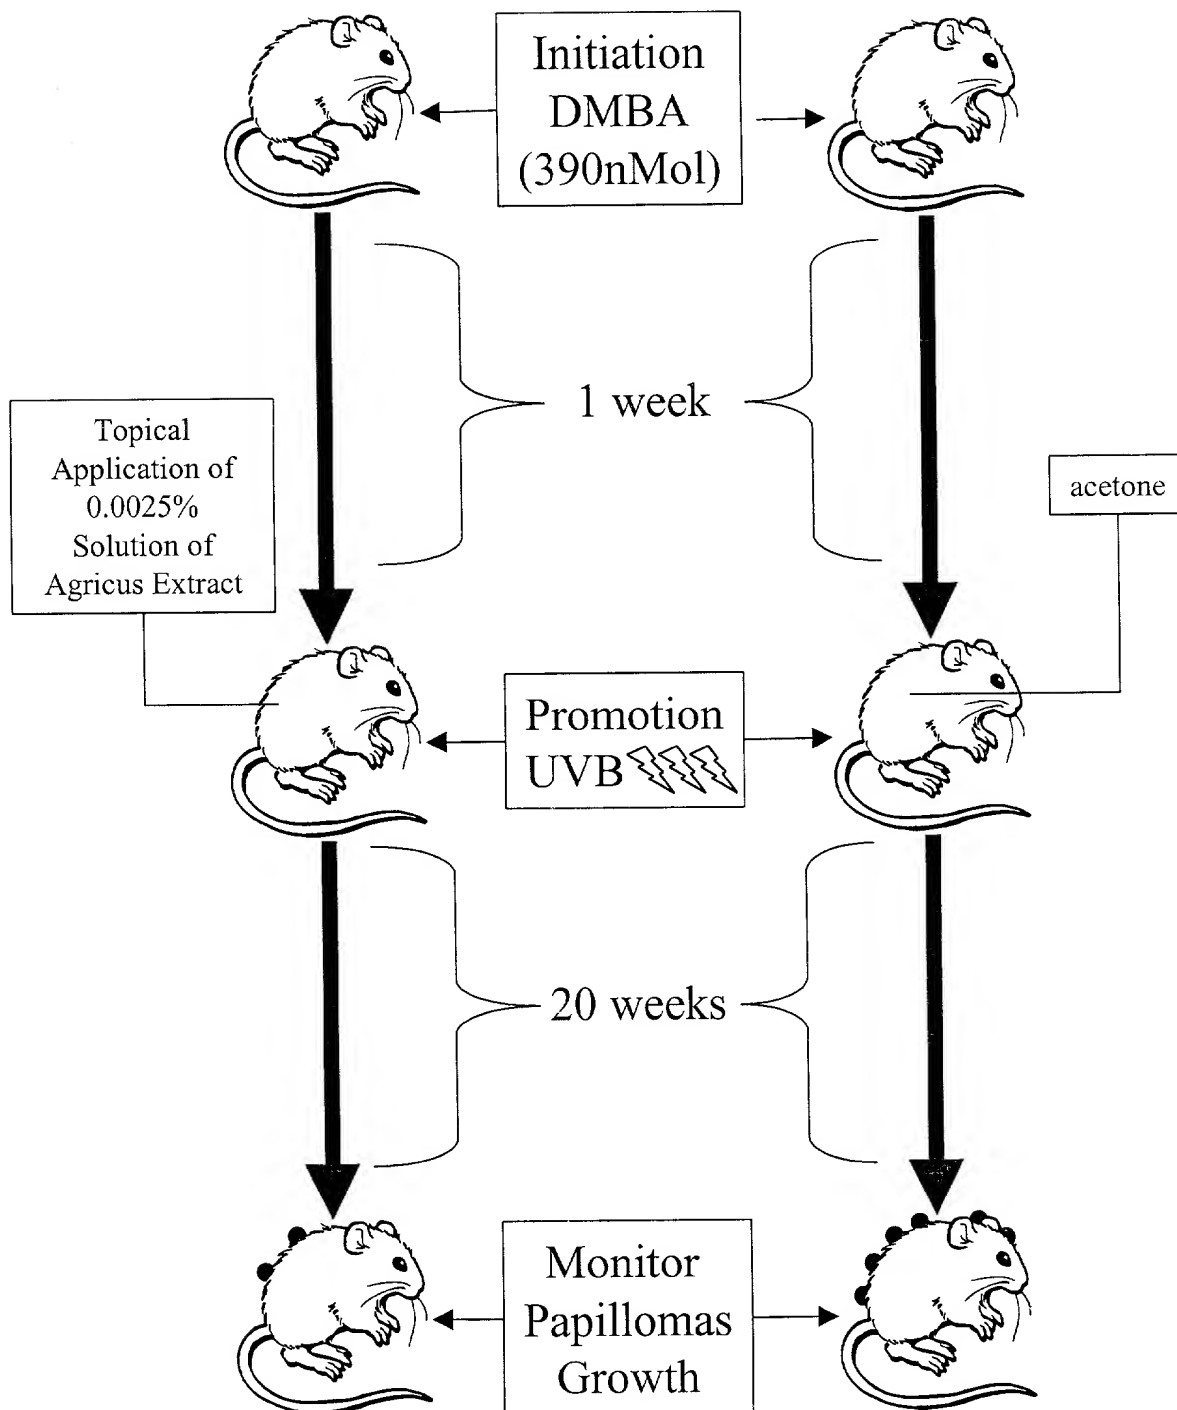 Initiation
DMBA
(390nMol)
1 week
Topical
Application of
0.0025%
Solution of
Agricus Extract
acetone
Promotion
UVB
20 weeks
Monitor
Papillomas
Growth